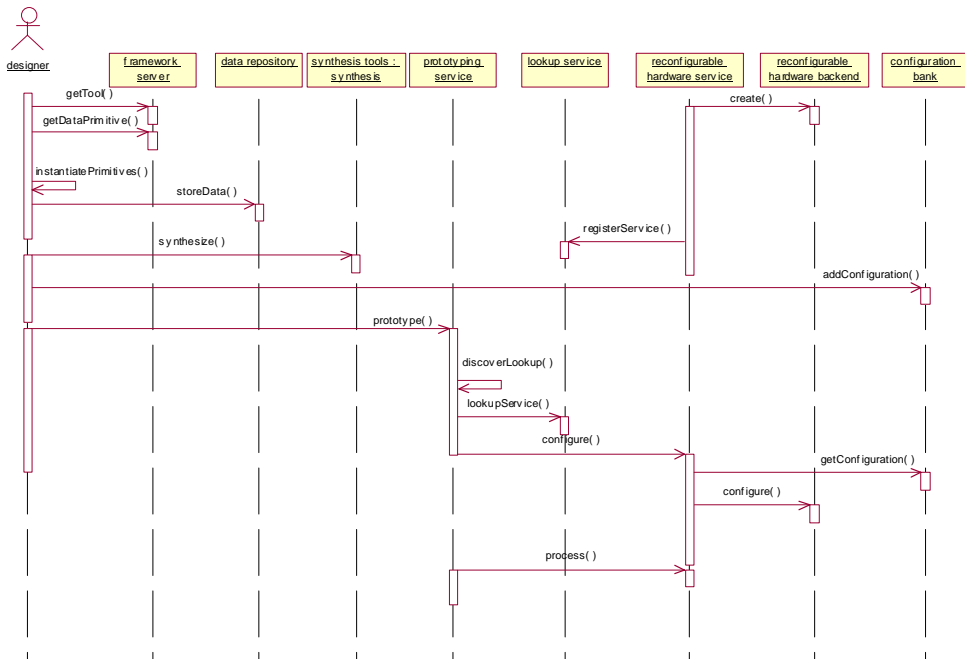 designer
framework
server
data repository
synthesis tools :
synthesis
prototyping
service
lookup service
reconfigurable
hardware service
reconfigurable
hardware backend
configuration
bank
getTool( )
create( )
getDataPrimitive( )
instantiatePrimitives( )
storeData( )
registerService( )
synthesize( )
addConfiguration( )
prototype( )
discoverLookup( )
lookupService( )
configure( )
getConfiguration( )
configure( )
process( )